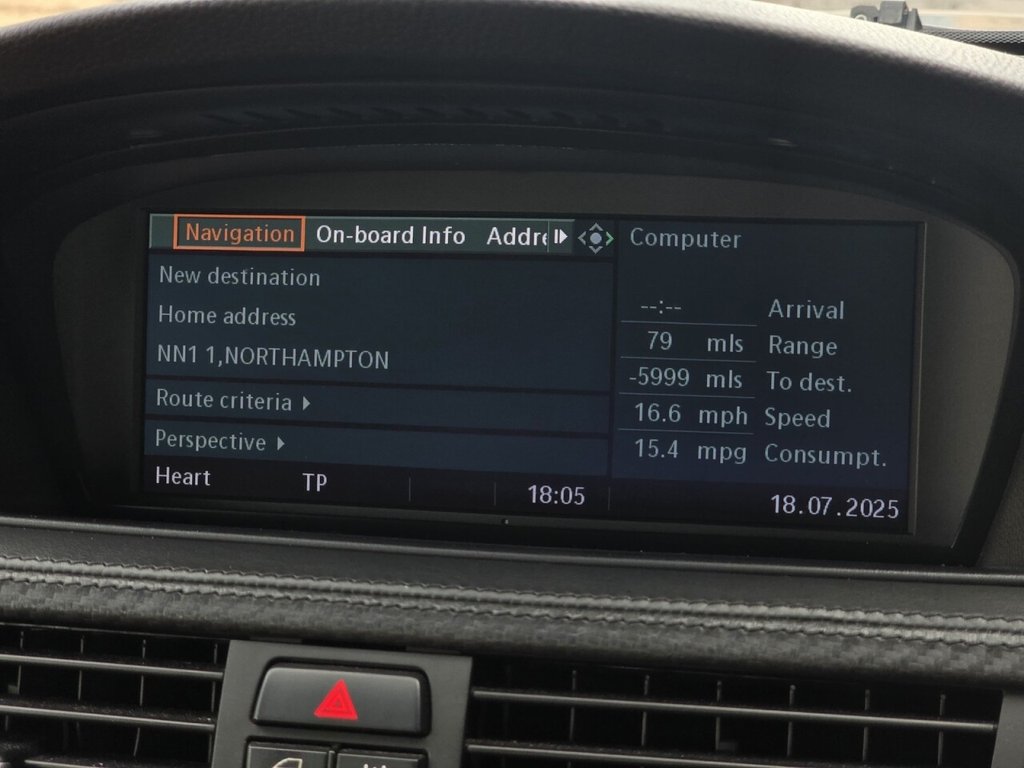 Navigation On-board Info Addre
New destination
Home address
NN1 1,NORTHAMPTON
Route criteria
Perspective
Computer
--:-- Arrival
79 mls Range
-5999 mls To dest.
16.6 mph Speed
15.4 mpg Consumpt.
Heart TP 18:05 18.07.2025